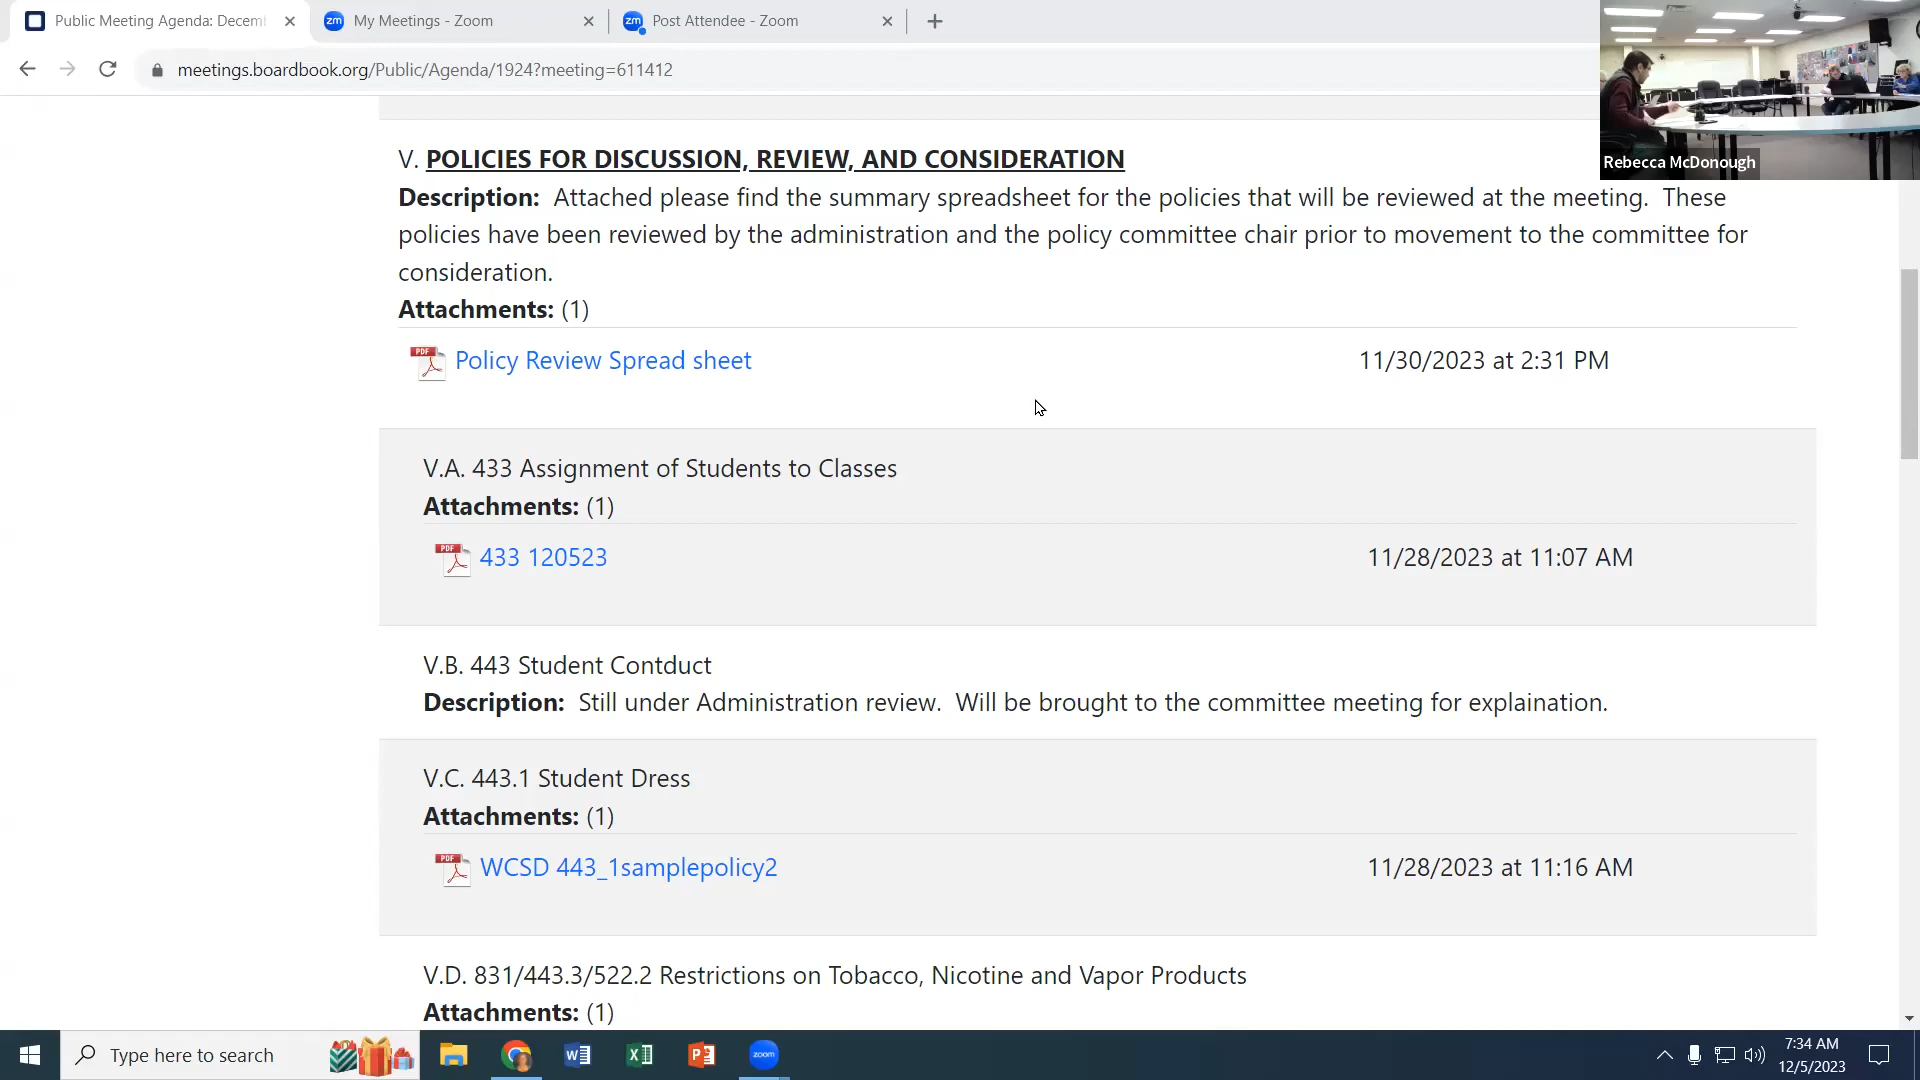 Public Meeting Agenda: Decem
My Meetings - Zoom
Post Attendee - Zoom
meetings.boardbook.org/Public/Agenda/1924?meeting=611412
Rebecca McDonough
V. POLICIES FOR DISCUSSION, REVIEW, AND CONSIDERATION
Description: Attached please find the summary spreadsheet for the policies that will be reviewed at the meeting. These
policies have been reviewed by the administration and the policy committee chair prior to movement to the committee for
consideration.
Attachments: (1)
PDF Policy Review Spread sheet 11/30/2023 at 2:31 PM
V.A. 433 Assignment of Students to Classes
Attachments: (1)
PDF 433 120523 11/28/2023 at 11:07 AM
V.B. 443 Student Contduct
Description: Still under Administration review. Will be brought to the committee meeting for explaination.
V.C. 443.1 Student Dress
Attachments: (1)
PDF WCSD 443_1samplepolicy2 11/28/2023 at 11:16 AM
V.D. 831/443.3/522.2 Restrictions on Tobacco, Nicotine and Vapor Products
Attachments: (1)
Type here to search
zoom
7:34 AM
12/5/2023